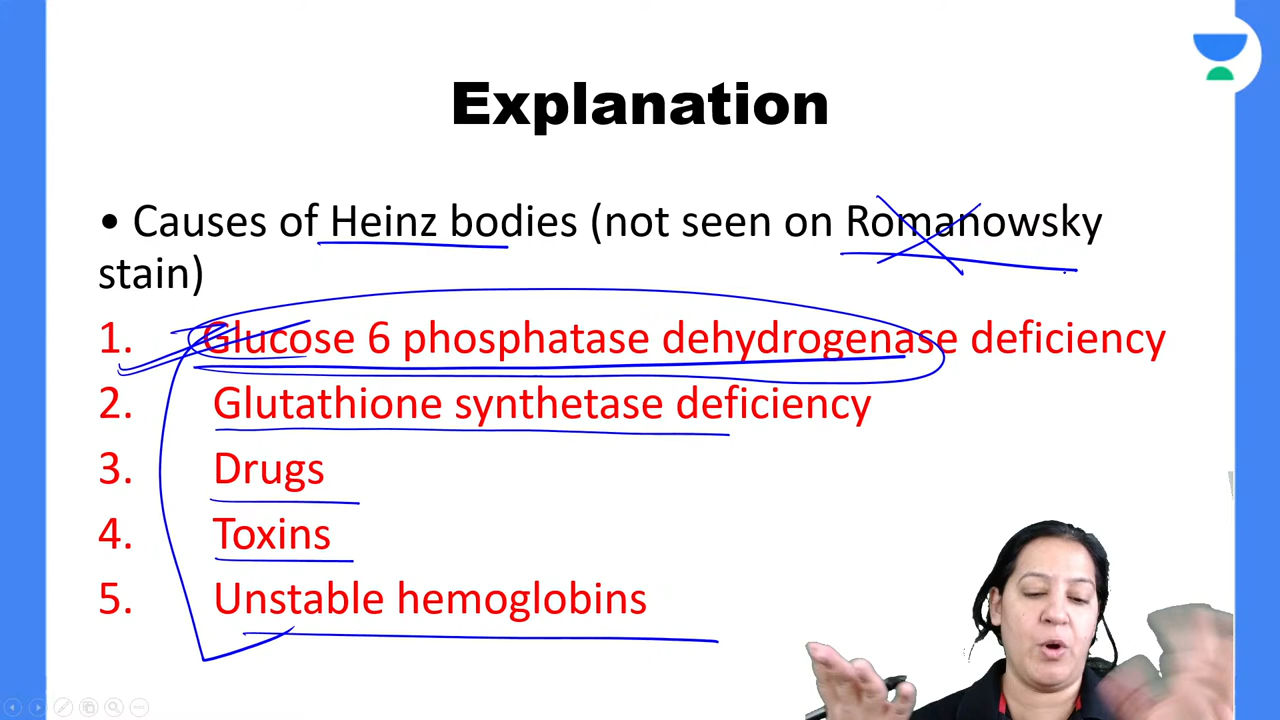 Explanation
• Causes of Heinz bodies (not seen on Romanowsky
stain)
1. Glucose 6 phosphatase dehydrogenase deficiency
2. Glutathione synthetase deficiency
3. Drugs
4. Toxins
5. Unstable hemoglobins